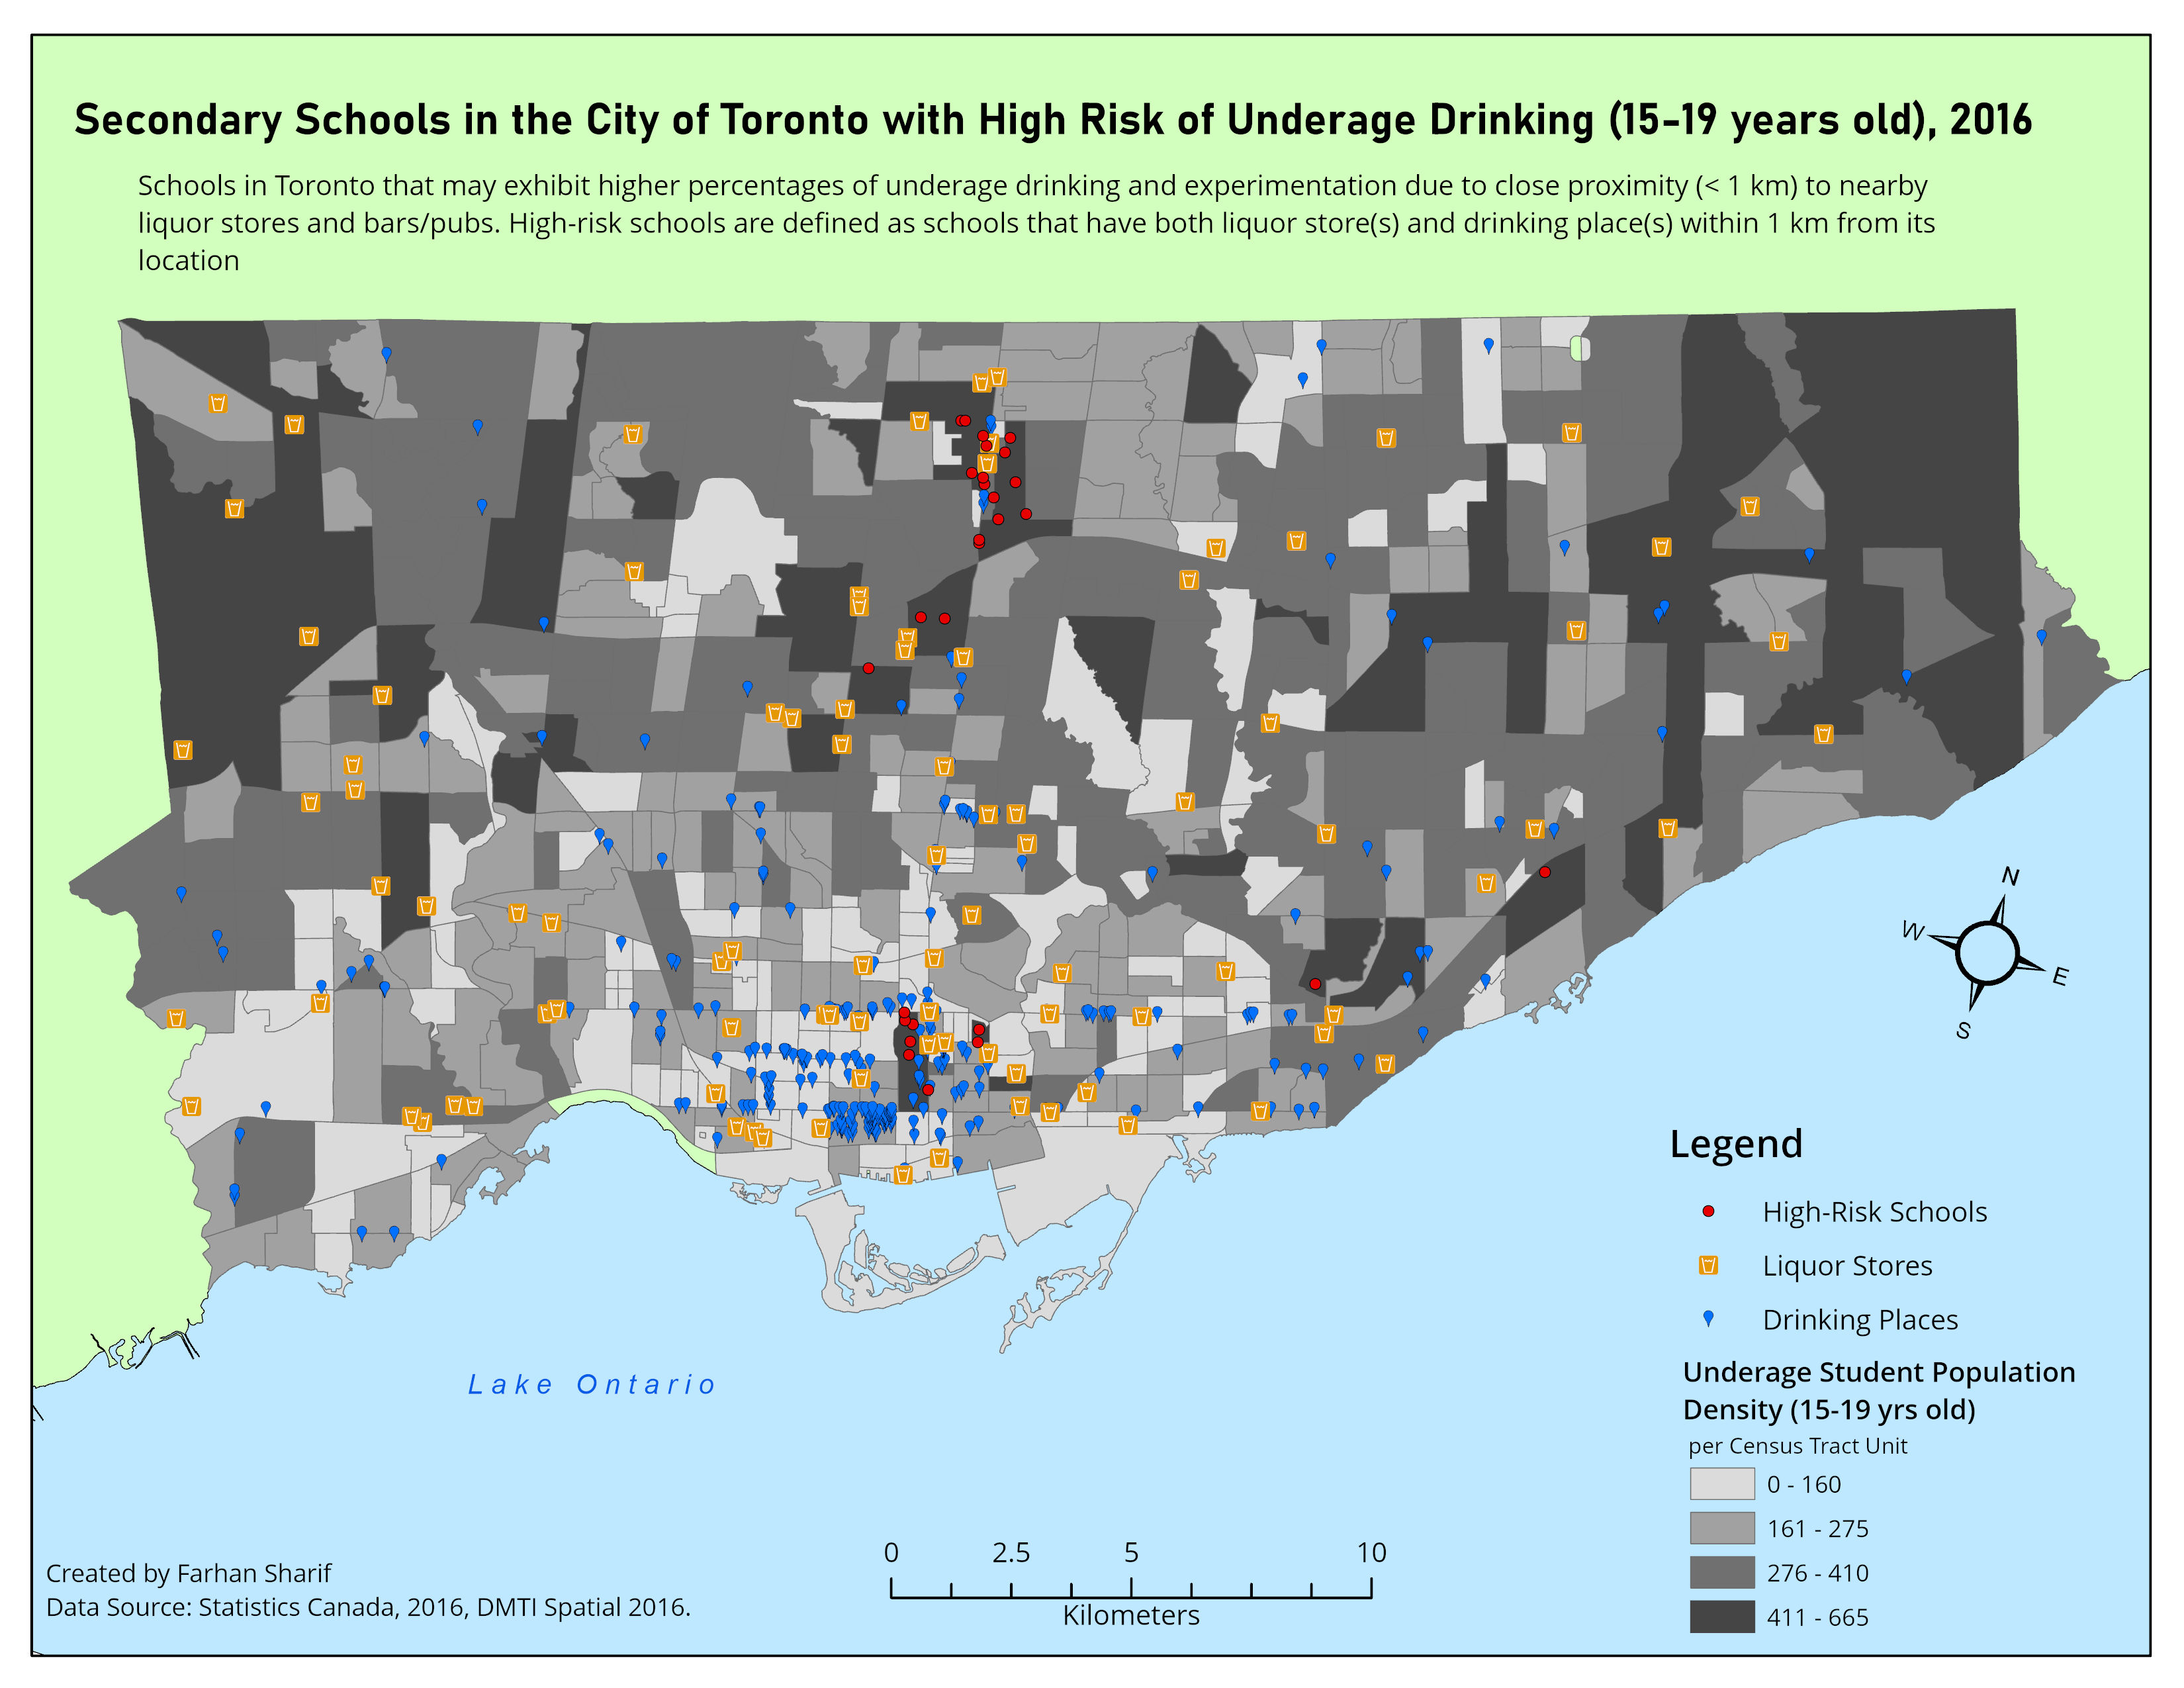 Secondary Schools in the City of Toronto with High Risk of Underage Drinking (15-19 years old), 2016
Schools in Toronto that may exhibit higher percentages of underage drinking and experimentation due to close proximity (< 1 km) to nearby
liquor stores and bars/pubs. High-risk schools are defined as schools that have both liquor store(s) and drinking place(s) within 1 km from its
location
N
W
E
S
Legend
High-Risk Schools
Liquor Stores
Drinking Places
Underage Student Population
Density (15-19 yrs old)
per Census Tract Unit
0 - 160
161 - 275
276 - 410
411 - 665
Lake Ontario
0 2.5 5 10
Kilometers
Created by Farhan Sharif
Data Source: Statistics Canada, 2016, DMTI Spatial 2016.